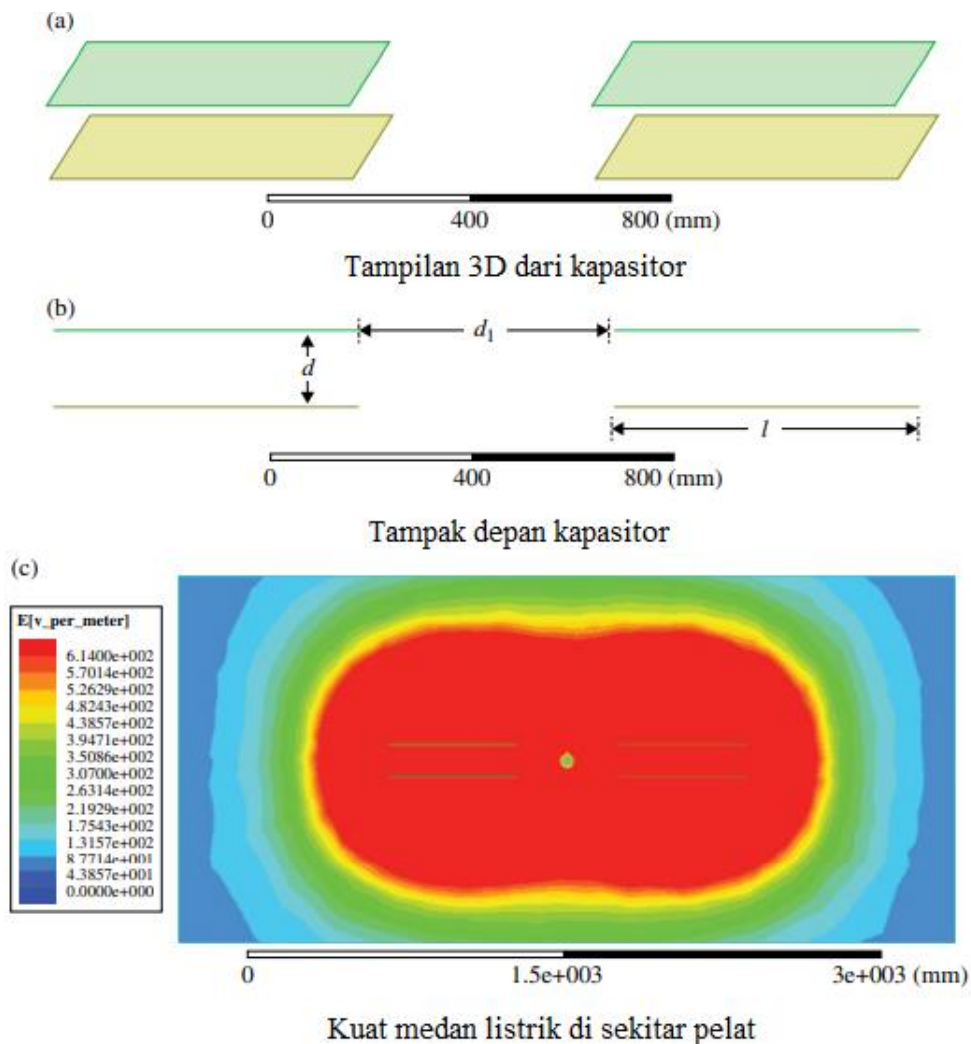 (a)
0 400 800 (mm)
Tampilan 3D dari kapasitor
(b)
d₁
d
l
0 400 800 (mm)
Tampak depan kapasitor
(c)
E[v_per_meter]
6.1400e+002
5.7014e+002
5.2629e+002
4.8243e+002
4.3857e+002
3.9471e+002
3.5086e+002
3.0700e+002
2.6314e+002
2.1929e+002
1.7543e+002
1.3157e+002
8.7714e+001
4.3857e+001
0.0000e+000
0 1.5e+003 3e+003 (mm)
Kuat medan listrik di sekitar pelat